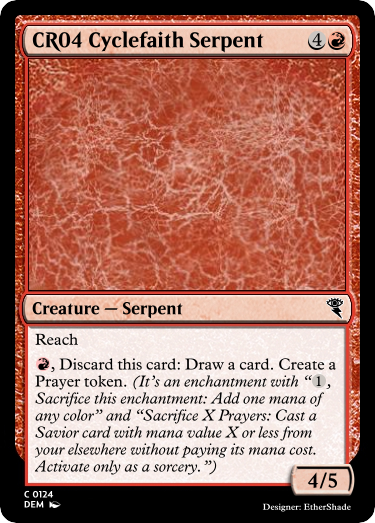 CR04 Cyclefaith Serpent 4
Creature — Serpent
Reach
, Discard this card: Draw a card. Create a
Prayer token. (It's an enchantment with “1,
Sacrifice this enchantment: Add one mana of
any color” and “Sacrifice X Prayers: Cast a
Savior card with mana value X or less from
your elsewhere without paying its mana cost.
Activate only as a sorcery.”)
4/5
C 0124
DEM
Designer: EtherShade